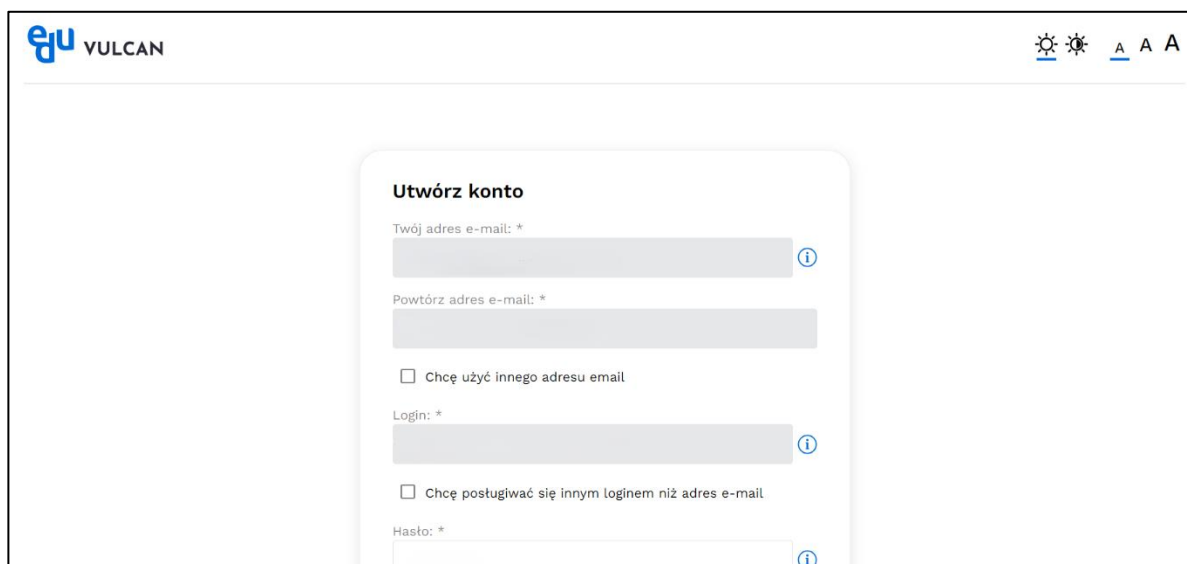 edu VULCAN
A A A
Utwórz konto
Twój adres e-mail: *
Powtórz adres e-mail: *
Chcę użyć innego adresu email
Login: *
Chcę posługiwać się innym loginem niż adres e-mail
Hasło: *